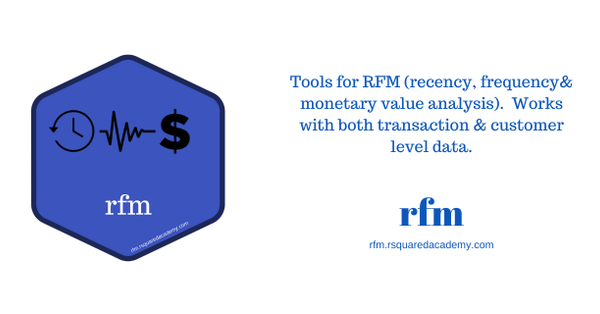 Tools for RFM (recency, frequency&
monetary value analysis). Works
with both transaction & customer
level data.
$
rfm
rfm.rsquaredacademy.com
rfm
rfm.rsquaredacademy.com